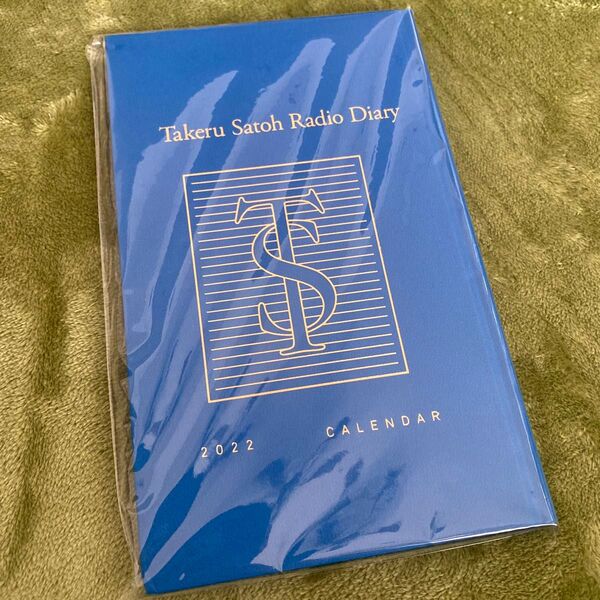 Takeru Satoh Radio Diary
TS
2022 CALENDAR